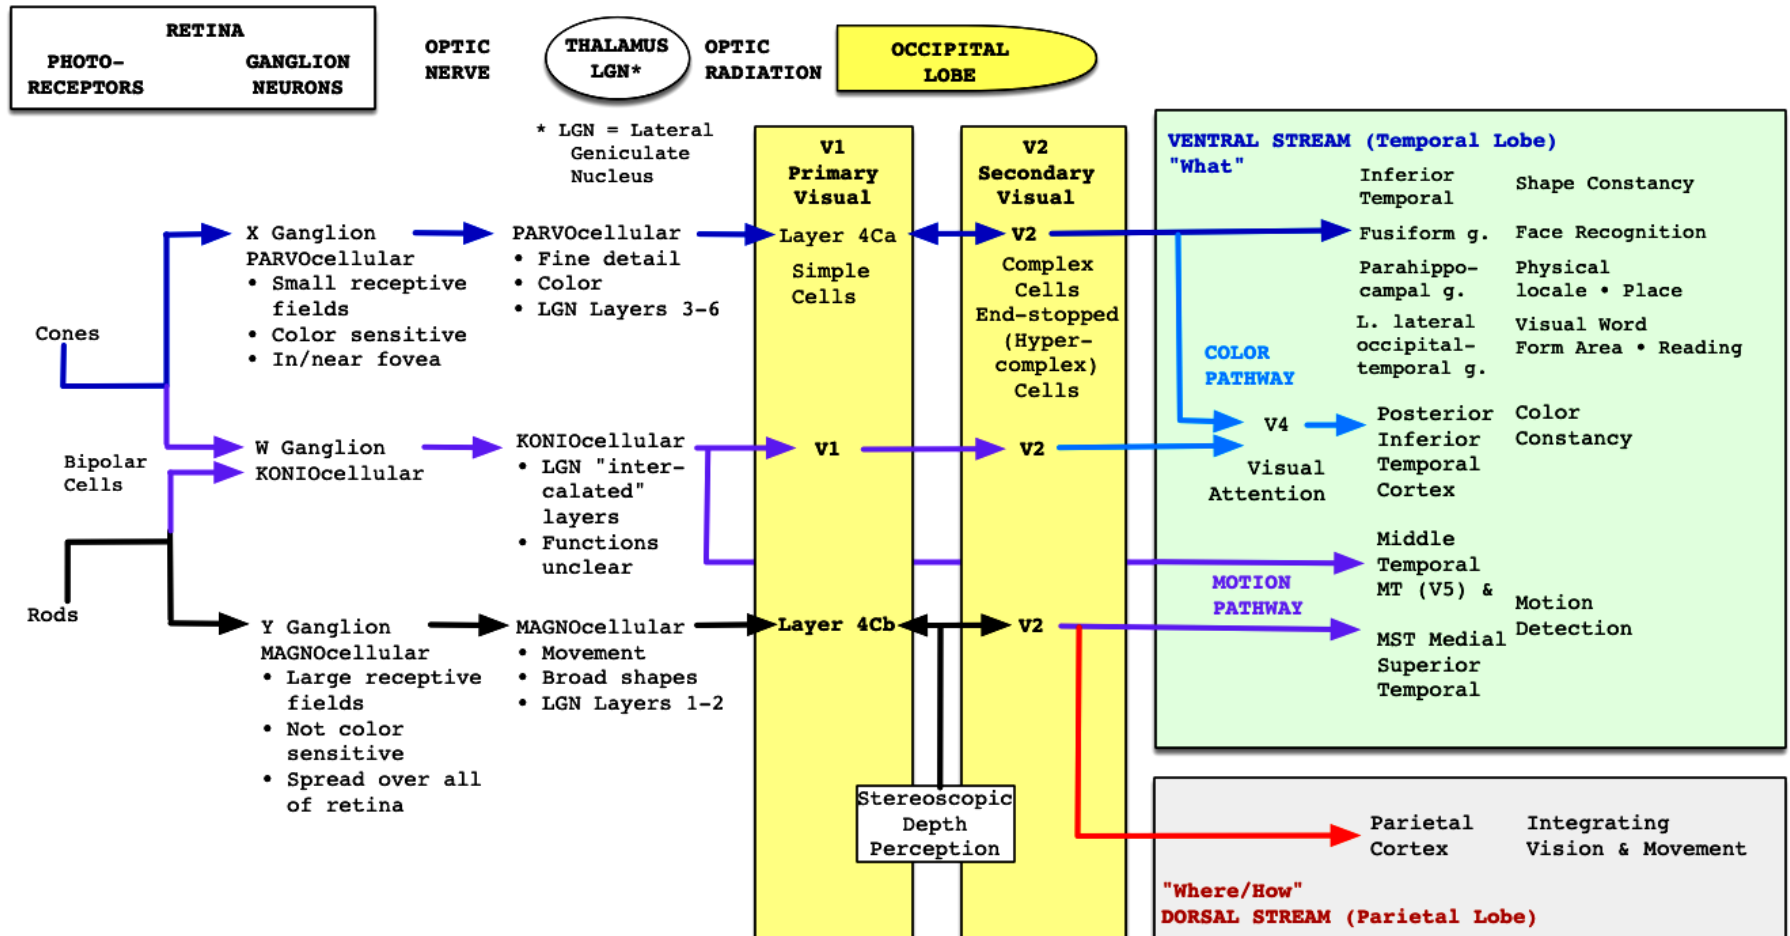 RETINA
PHOTO-
RECEPTORS
GANGLION
NEURONS
OPTIC
NERVE
THALAMUS
LGN*
OPTIC
RADIATION
OCCIPITAL
LOBE
* LGN = Lateral
Geniculate
Nucleus
V1
Primary
Visual
V2
Secondary
Visual
VENTRAL STREAM (Temporal Lobe)
"What"
Inferior
Temporal
Shape Constancy
Cones
X Ganglion
PARVOcellular
• Small receptive
fields
• Color sensitive
• In/near fovea
PARVOcellular
• Fine detail
• Color
• LGN Layers 3-6
Layer 4Ca
Simple
Cells
V2
Complex
Cells
End-stopped
(Hyper-
complex)
Cells
Fusiform g.
Face Recognition
Parahippo-
campal g.
Physical
locale • Place
L. lateral
occipital-
temporal g.
Visual Word
Form Area • Reading
COLOR
PATHWAY
Bipolar
Cells
W Ganglion
KONIOcellular
KONIOcellular
• LGN "inter-
calated"
layers
• Functions
unclear
V1
V2
V4
Visual
Attention
Posterior
Inferior
Temporal
Cortex
Color
Constancy
Rods
Y Ganglion
MAGNOcellular
• Large receptive
fields
• Not color
sensitive
• Spread over all
of retina
MAGNOcellular
• Movement
• Broad shapes
• LGN Layers 1-2
Layer 4Cb
V2
MOTION
PATHWAY
Middle
Temporal
MT (V5) &
MST Medial
Superior
Temporal
Motion
Detection
Stereoscopic
Depth
Perception
Parietal
Cortex
Integrating
Vision & Movement
"Where/How"
DORSAL STREAM (Parietal Lobe)